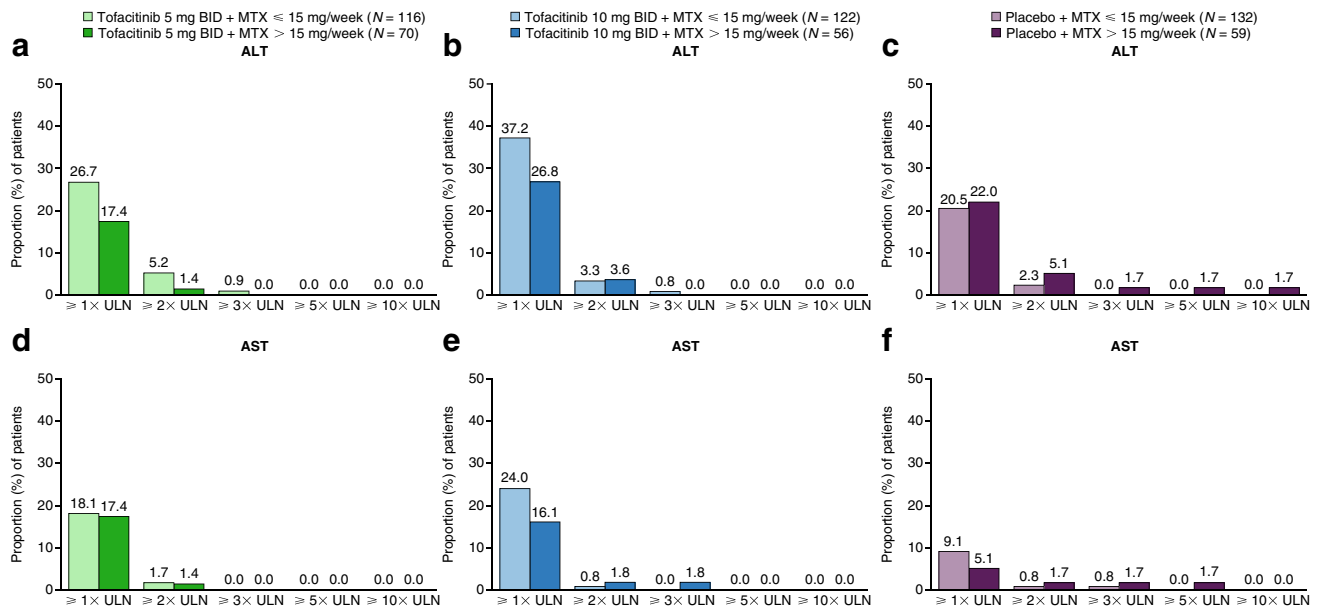 Tofacitinib 5 mg BID + MTX ⩽ 15 mg/week (N = 116)
Tofacitinib 5 mg BID + MTX > 15 mg/week (N = 70)
Tofacitinib 10 mg BID + MTX ⩽ 15 mg/week (N = 122)
Tofacitinib 10 mg BID + MTX > 15 mg/week (N = 56)
Placebo + MTX ⩽ 15 mg/week (N = 132)
Placebo + MTX > 15 mg/week (N = 59)
a
ALT
Proportion (%) of patients
50
40
30
20
10
0
26.7 17.4 5.2 1.4 0.9 0.0 0.0 0.0 0.0 0.0
⩾ 1× ULN ⩾ 2× ULN ⩾ 3× ULN ⩾ 5× ULN ⩾ 10× ULN
b
ALT
Proportion (%) of patients
50
40
30
20
10
0
37.2 26.8 3.3 3.6 0.8 0.0 0.0 0.0 0.0 0.0
⩾ 1× ULN ⩾ 2× ULN ⩾ 3× ULN ⩾ 5× ULN ⩾ 10× ULN
c
ALT
Proportion (%) of patients
50
40
30
20
10
0
20.5 22.0 2.3 5.1 0.0 1.7 0.0 1.7 0.0 1.7
⩾ 1× ULN ⩾ 2× ULN ⩾ 3× ULN ⩾ 5× ULN ⩾ 10× ULN
d
AST
Proportion (%) of patients
50
40
30
20
10
0
18.1 17.4 1.7 1.4 0.0 0.0 0.0 0.0 0.0 0.0
⩾ 1× ULN ⩾ 2× ULN ⩾ 3× ULN ⩾ 5× ULN ⩾ 10× ULN
e
AST
Proportion (%) of patients
50
40
30
20
10
0
24.0 16.1 0.8 1.8 0.0 1.8 0.0 0.0 0.0 0.0
⩾ 1× ULN ⩾ 2× ULN ⩾ 3× ULN ⩾ 5× ULN ⩾ 10× ULN
f
AST
Proportion (%) of patients
50
40
30
20
10
0
9.1 5.1 0.8 1.7 0.8 1.7 0.0 1.7 0.0 0.0
⩾ 1× ULN ⩾ 2× ULN ⩾ 3× ULN ⩾ 5× ULN ⩾ 10× ULN